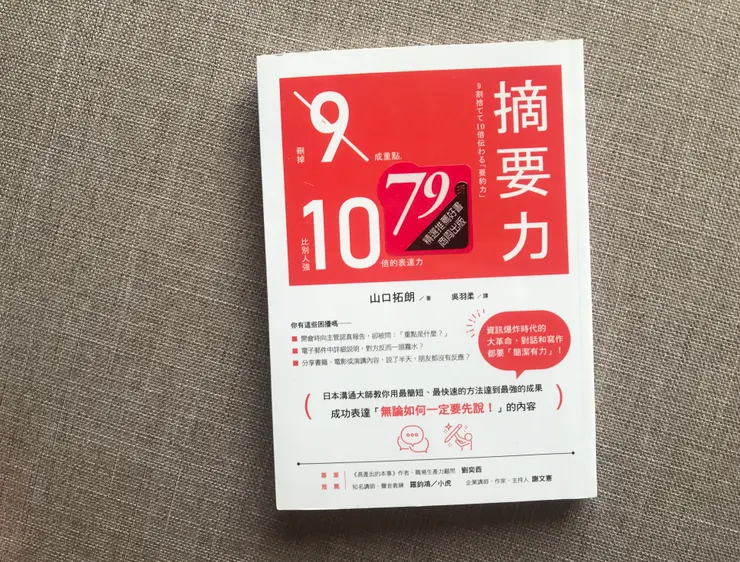 摘要力
9割捨てて10倍伝わる「要約力」
刪掉
9
成重點,
比別人強
10
倍的表達力
79折
精選推薦好書
商周出版
山口拓朗／著 吳羽柔／譯
你有這些困擾嗎——
■ 開會時向主管認真報告，卻被問：「重點是什麼？」
■ 電子郵件中詳細說明，對方反而一頭霧水？
■ 分享書籍、電影或演講內容，說了半天，朋友都沒有反應？
資訊爆炸時代的
大革命，對話和寫作
都要「簡潔有力」！
日本溝通大師教你用最簡短、最快速的方法達到最強的成果
成功表達「無論如何一定要先說！」的內容
專業推薦
《高產出的本事》作者、職場生產力顧問 劉奕酉
知名講師、聲音教練 羅鈞鴻／小虎 企業講師、作家、主持人 謝文憲